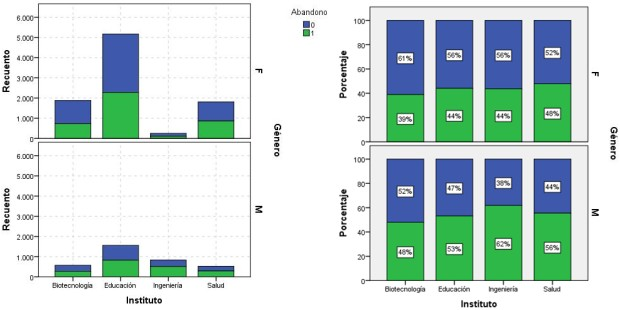 Abandono
0
1
6.000
5.000
4.000
3.000
2.000
1.000
0
Recuento
F
6.000
5.000
4.000
3.000
2.000
1.000
0
Recuento
M
Género
Biotecnología Educación Ingeniería Salud
Instituto
100
80
60
40
20
0
Porcentaje
61% 56% 56% 52%
39% 44% 44% 48%
F
100
80
60
40
20
0
Porcentaje
52% 47% 38% 44%
48% 53% 62% 56%
M
Género
Biotecnología Educación Ingeniería Salud
Instituto